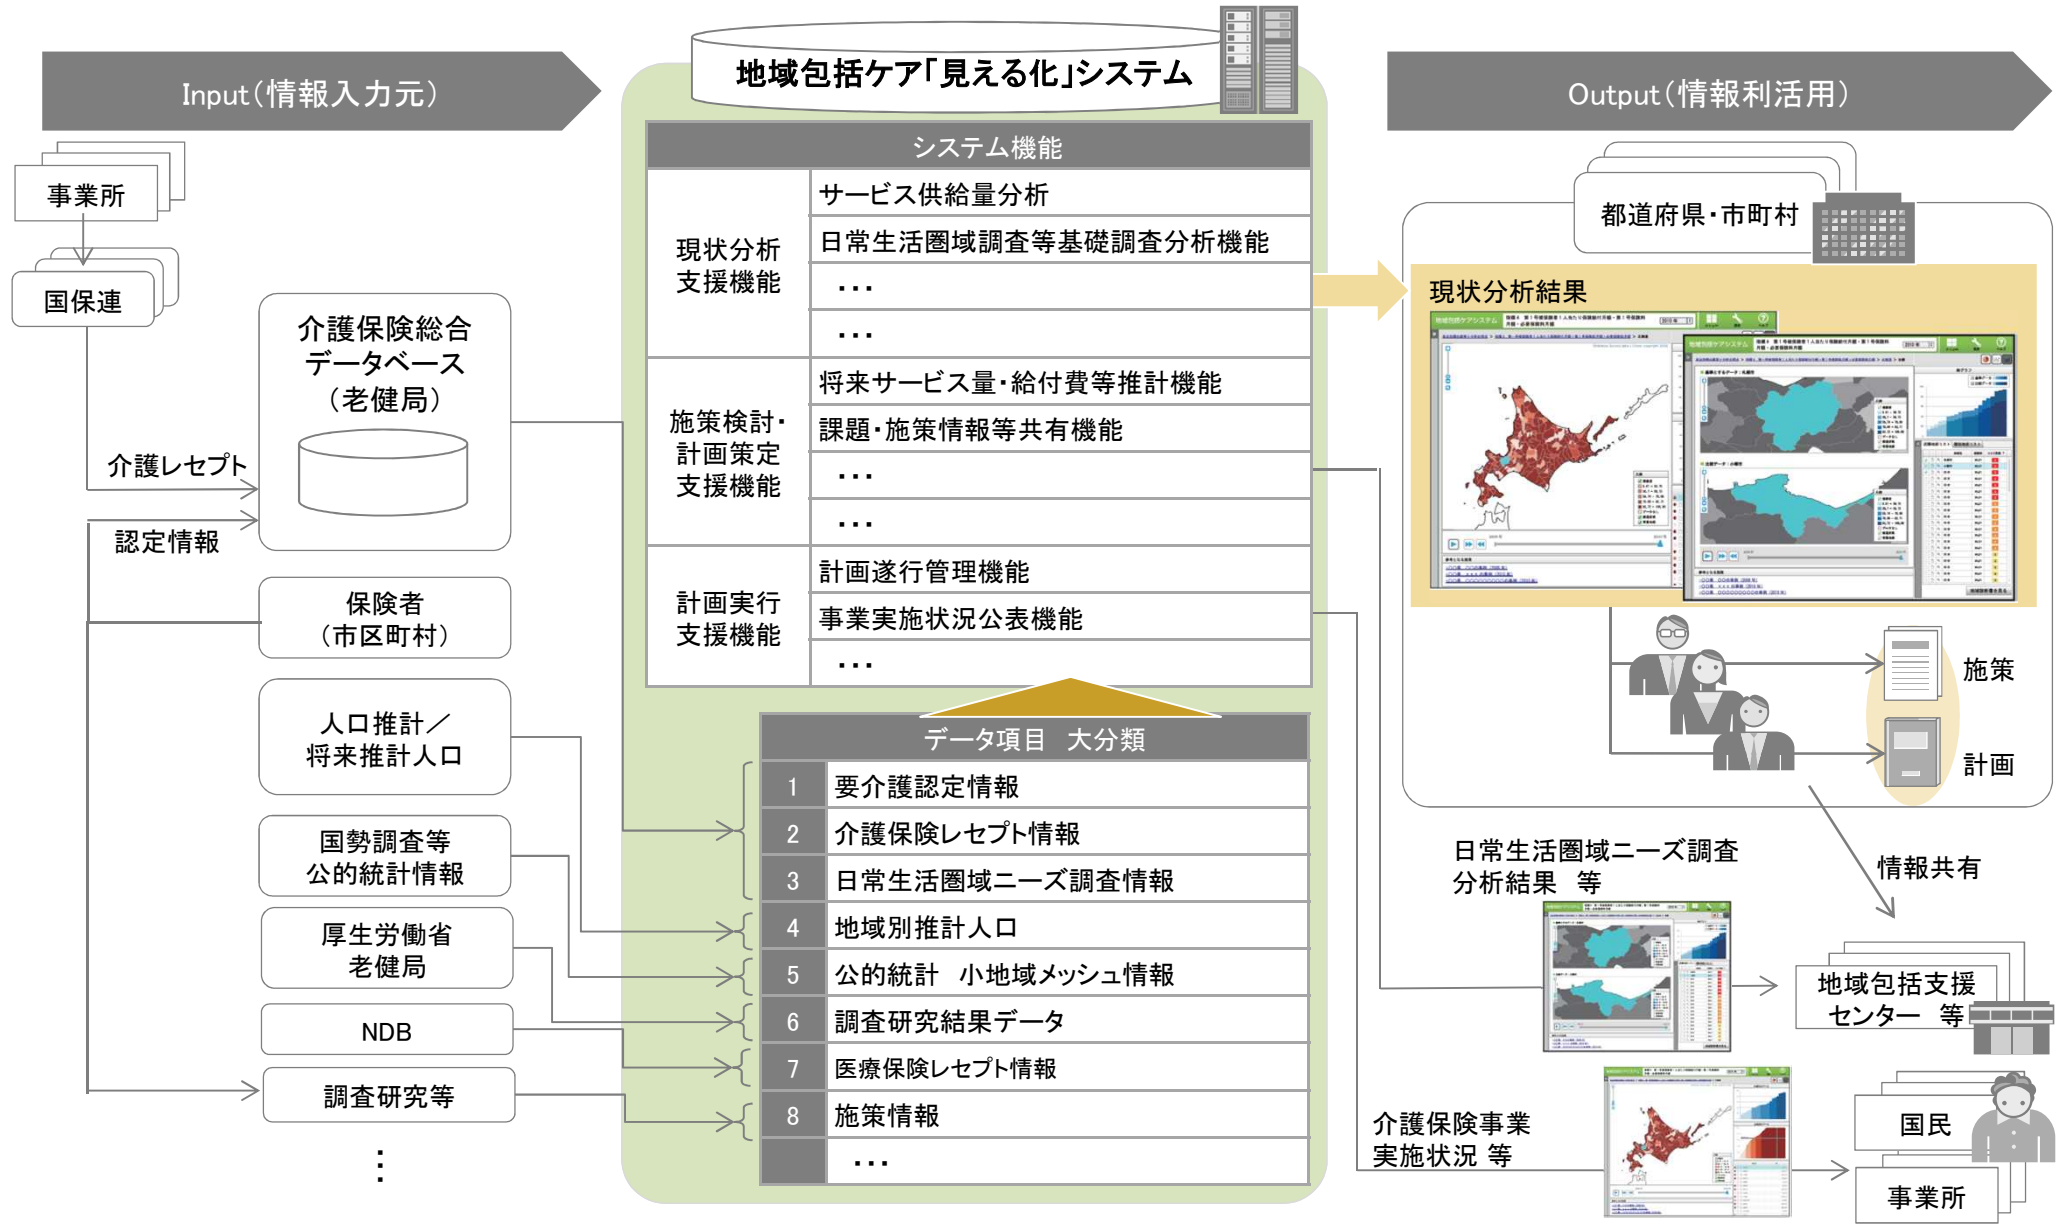 Input（情報入力元）
地域包括ケア「見える化」システム
Output（情報利活用）
事業所
国保連
介護保険総合
データベース
（老健局）
介護レセプト
認定情報
保険者
（市区町村）
人口推計／
将来推計人口
国勢調査等
公的統計情報
厚生労働省
老健局
NDB
調査研究等
⋮
システム機能
現状分析
支援機能
サービス供給量分析
日常生活圏域調査等基礎調査分析機能
・・・
・・・
施策検討・
計画策定
支援機能
将来サービス量・給付費等推計機能
課題・施策情報等共有機能
・・・
・・・
計画実行
支援機能
計画遂行管理機能
事業実施状況公表機能
・・・
データ項目　大分類
1 要介護認定情報
2 介護保険レセプト情報
3 日常生活圏域ニーズ調査情報
4 地域別推計人口
5 公的統計　小地域メッシュ情報
6 調査研究結果データ
7 医療保険レセプト情報
8 施策情報
・・・
都道府県・市町村
現状分析結果
施策
計画
日常生活圏域ニーズ調査
分析結果　等
情報共有
地域包括支援
センター　等
介護保険事業
実施状況 等
国民
事業所